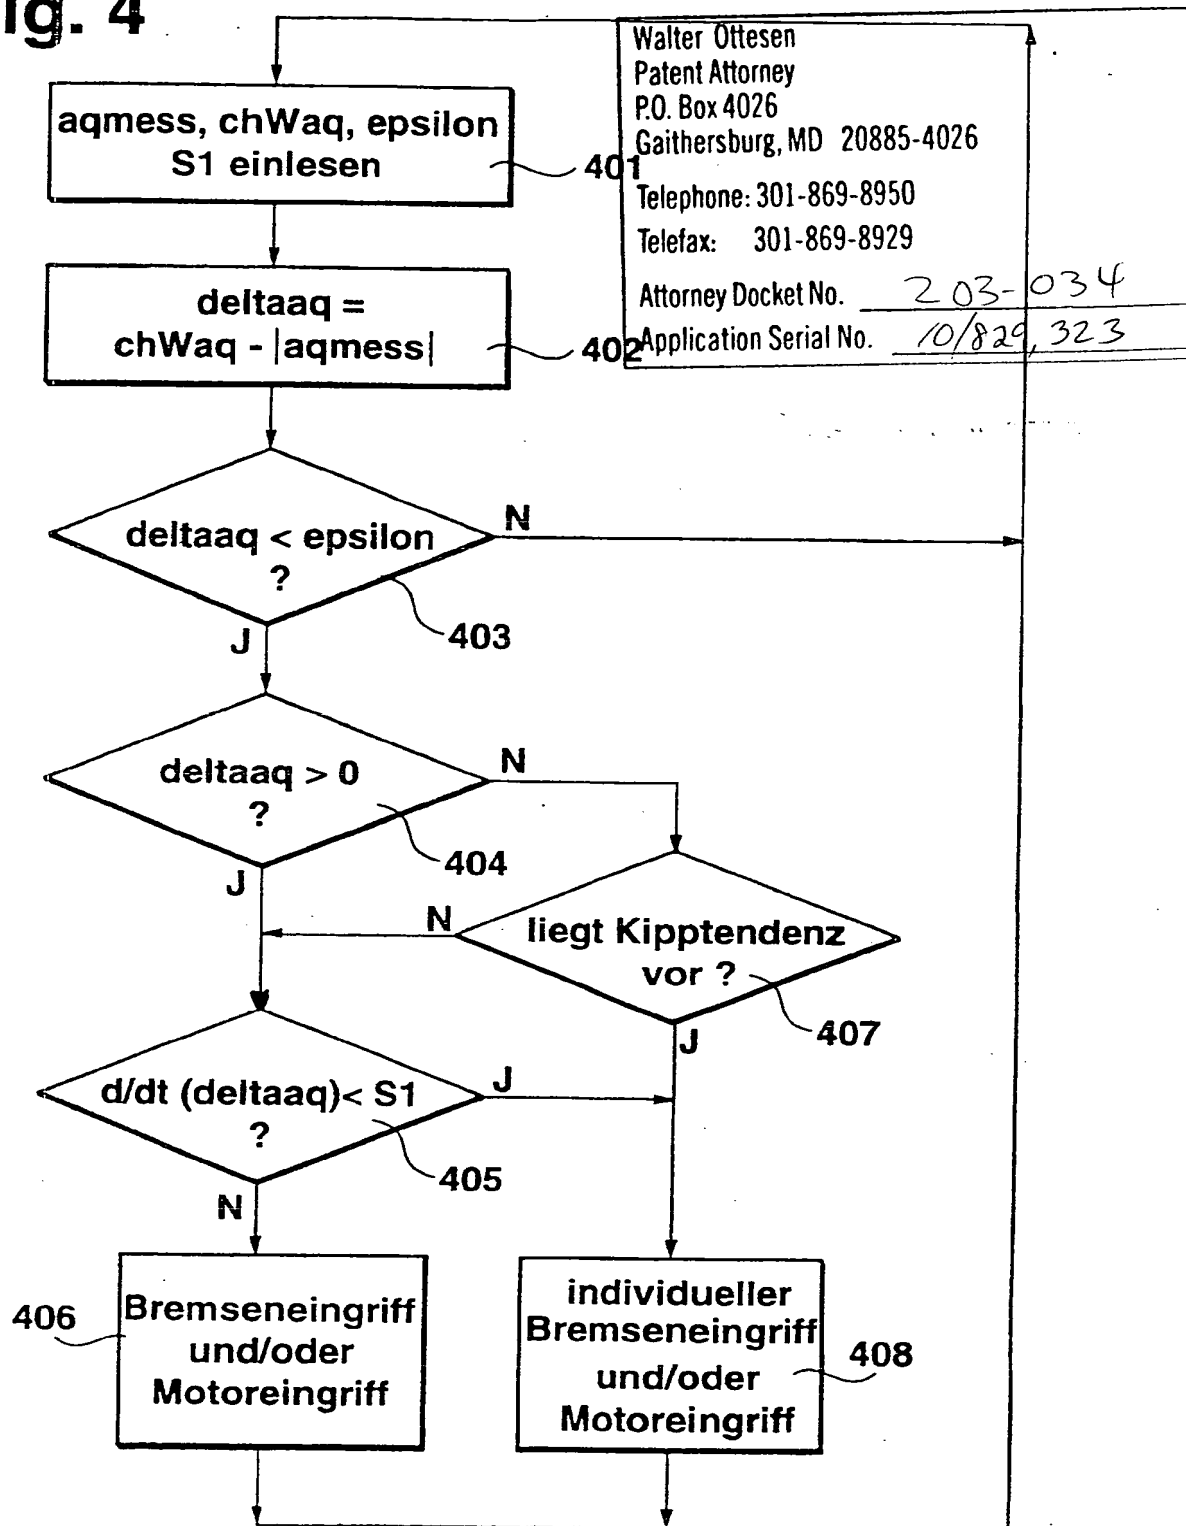 ig. 4
Walter Ottesen
Patent Attorney
P.O. Box 4026
Gaithersburg, MD 20885-4026
Telephone: 301-869-8950
Telefax: 301-869-8929
Attorney Docket No. 203-034
Application Serial No. 10/829,323
aqmess, chWaq, epsilon
S1 einlesen
401
deltaaq =
chWaq - |aqmess|
402
deltaaq < epsilon
?
N
403
J
deltaaq > 0
?
N
404
J
liegt Kipptendenz
vor ?
N
407
J
d/dt (deltaaq)< S1
?
J
405
N
406
Bremseneingriff
und/oder
Motoreingriff
individueller
Bremseneingriff
und/oder
Motoreingriff
408